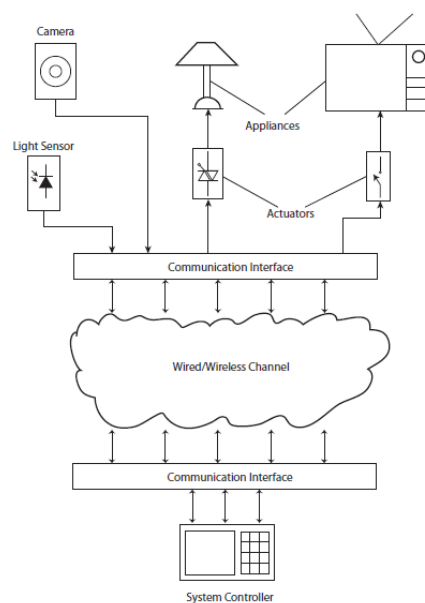 Camera
Appliances
Light Sensor
Actuators
Communication Interface
Wired/Wireless Channel
Communication Interface
System Controller